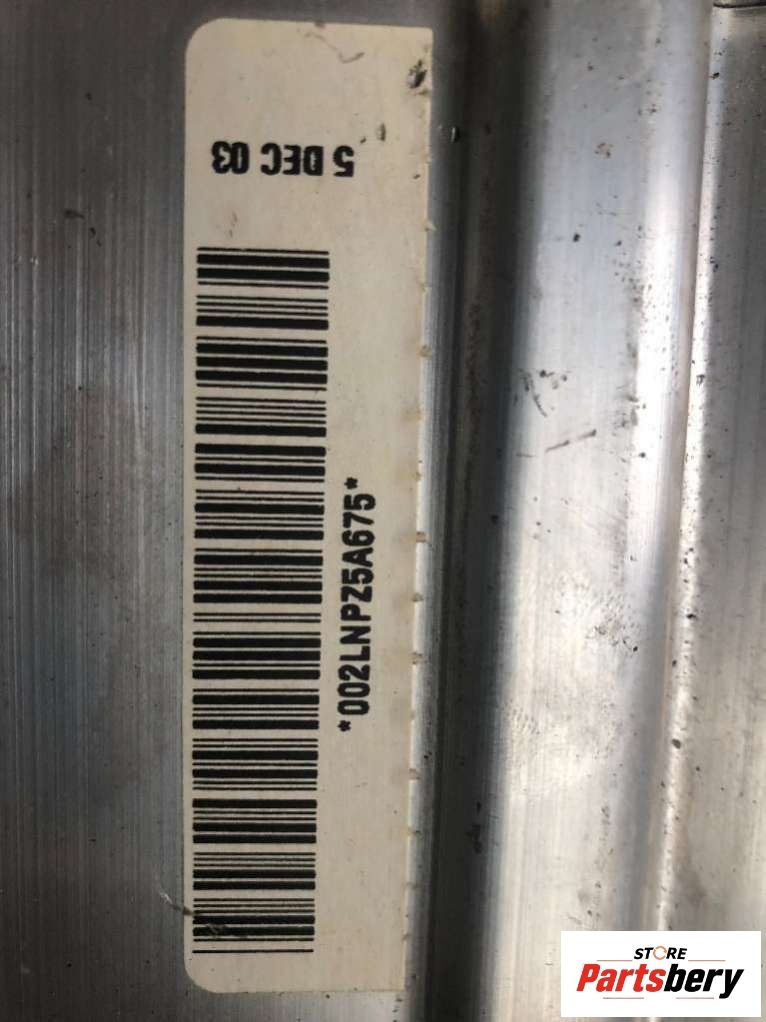 5 DEC 03
*002LNPZ5A675*
STORE
Partsbery